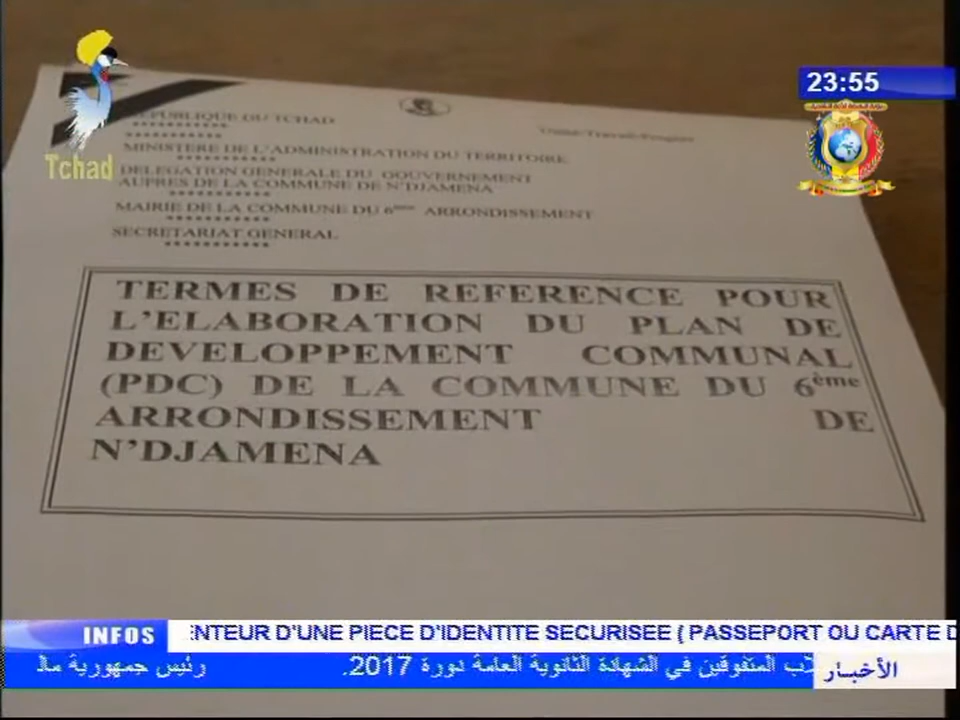 Tchad
23:55
REPUBLIQUE DU TCHAD
Unité-Travail-Progrès
MINISTERE DE L'ADMINISTRATION DU TERRITOIRE
DELEGATION GENERALE DU GOUVERNEMENT
AUPRES DE LA COMMUNE DE N'DJAMENA
MAIRIE DE LA COMMUNE DU 6ème ARRONDISSEMENT
SECRETARIAT GENERAL
TERMES DE REFERENCE POUR
L'ELABORATION DU PLAN DE
DEVELOPPEMENT COMMUNAL
(PDC) DE LA COMMUNE DU 6ème
ARRONDISSEMENT DE
N'DJAMENA
INFOS
NTEUR D'UNE PIECE D'IDENTITE SECURISEE ( PASSEPORT OU CARTE D
الأخبار
لاب المتفوقين في الشهادة الثانوية العامة دورة 2017. رئيس جمهورية مال